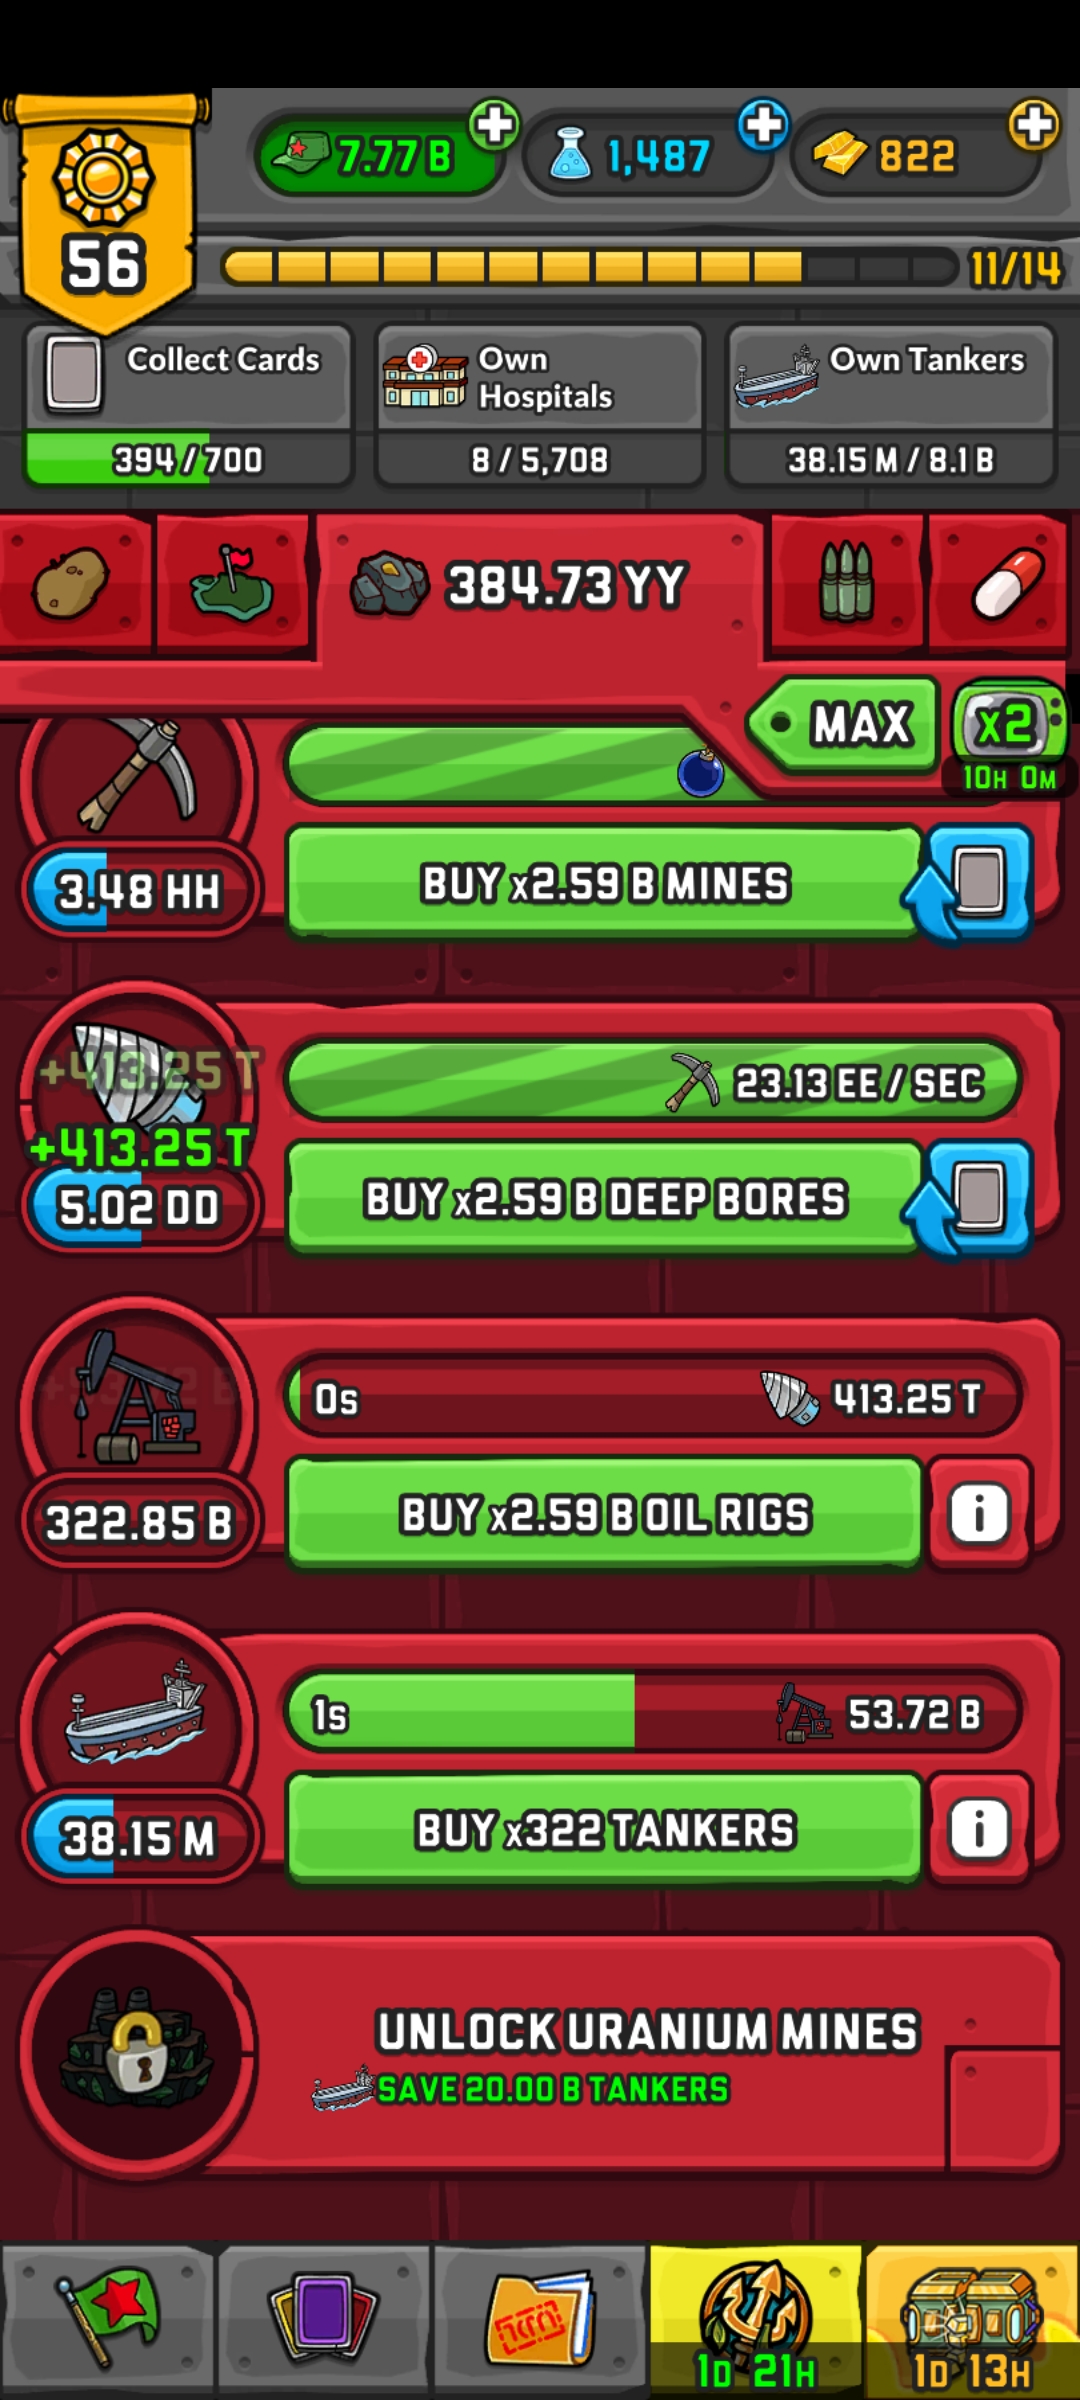 7.77 B
1,487
822
56
11/14
Collect Cards
394 / 700
Own
Hospitals
8 / 5,708
Own Tankers
38.15 M / 8.1 B
384.73 YY
MAX
X2
10H 0M
3.48 HH
BUY x2.59 B MINES
+413.25 T
+413.25 T
23.13 EE / SEC
5.02 DD
BUY x2.59 B DEEP BORES
0s
413.25 T
322.85 B
BUY x2.59 B OIL RIGS
i
1s
53.72 B
38.15 M
BUY x322 TANKERS
i
UNLOCK URANIUM MINES
SAVE 20.00 B TANKERS
1D 21H
1D 13H